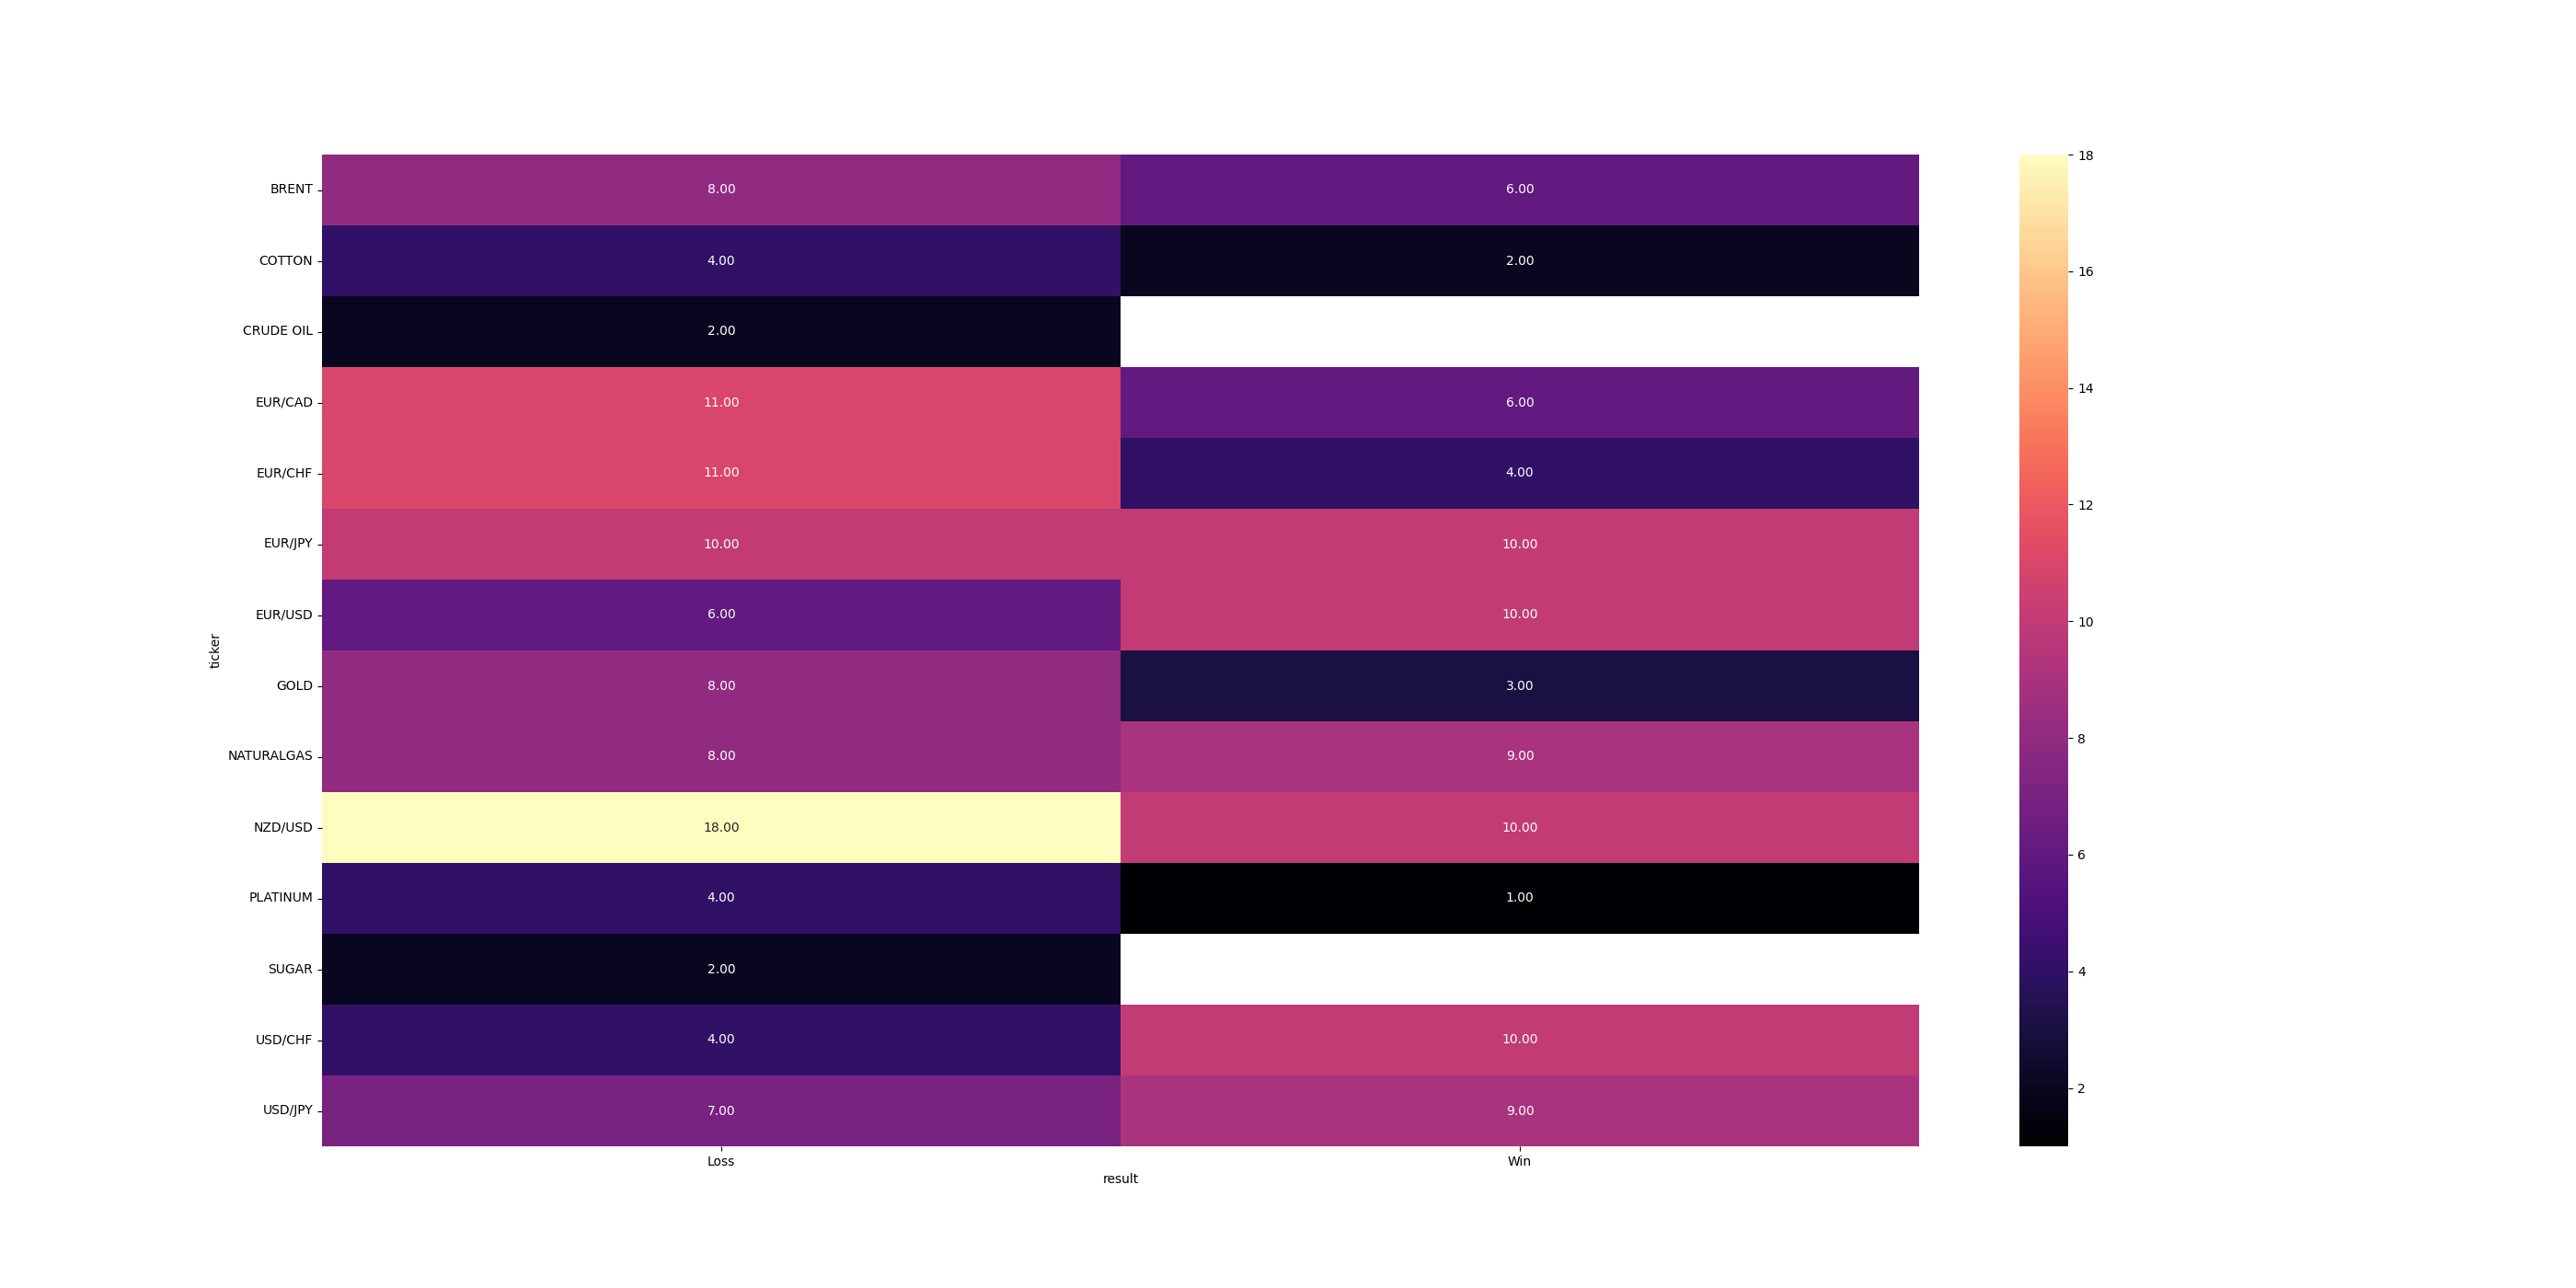 18
BRENT 8.00 6.00
COTTON 4.00 2.00
16
CRUDE OIL 2.00
14
EUR/CAD 11.00 6.00
EUR/CHF 11.00 4.00
12
EUR/JPY 10.00 10.00
EUR/USD 6.00 10.00
10
ticker
GOLD 8.00 3.00
8
NATURALGAS 8.00 9.00
NZD/USD 18.00 10.00
6
PLATINUM 4.00 1.00
SUGAR 2.00
4
USD/CHF 4.00 10.00
2
USD/JPY 7.00 9.00
Loss Win
result